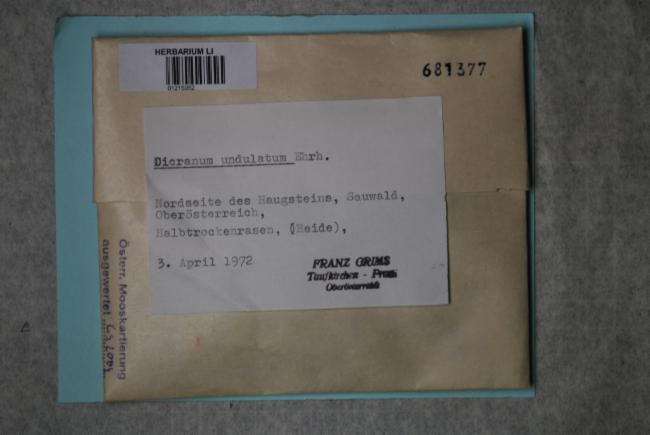 HERBARIUM LI
01215052
681377
Dicranum undulatum Ehrh.
Nordseite des Haugsteins, Sauwald,
Oberösterreich,
Halbtrockenrasen, (Heide),
3. April 1972
FRANZ GRIMS
Taufkirchen - Pram
Oberösterreich
Österr. Mooskartierung
ausgewertet